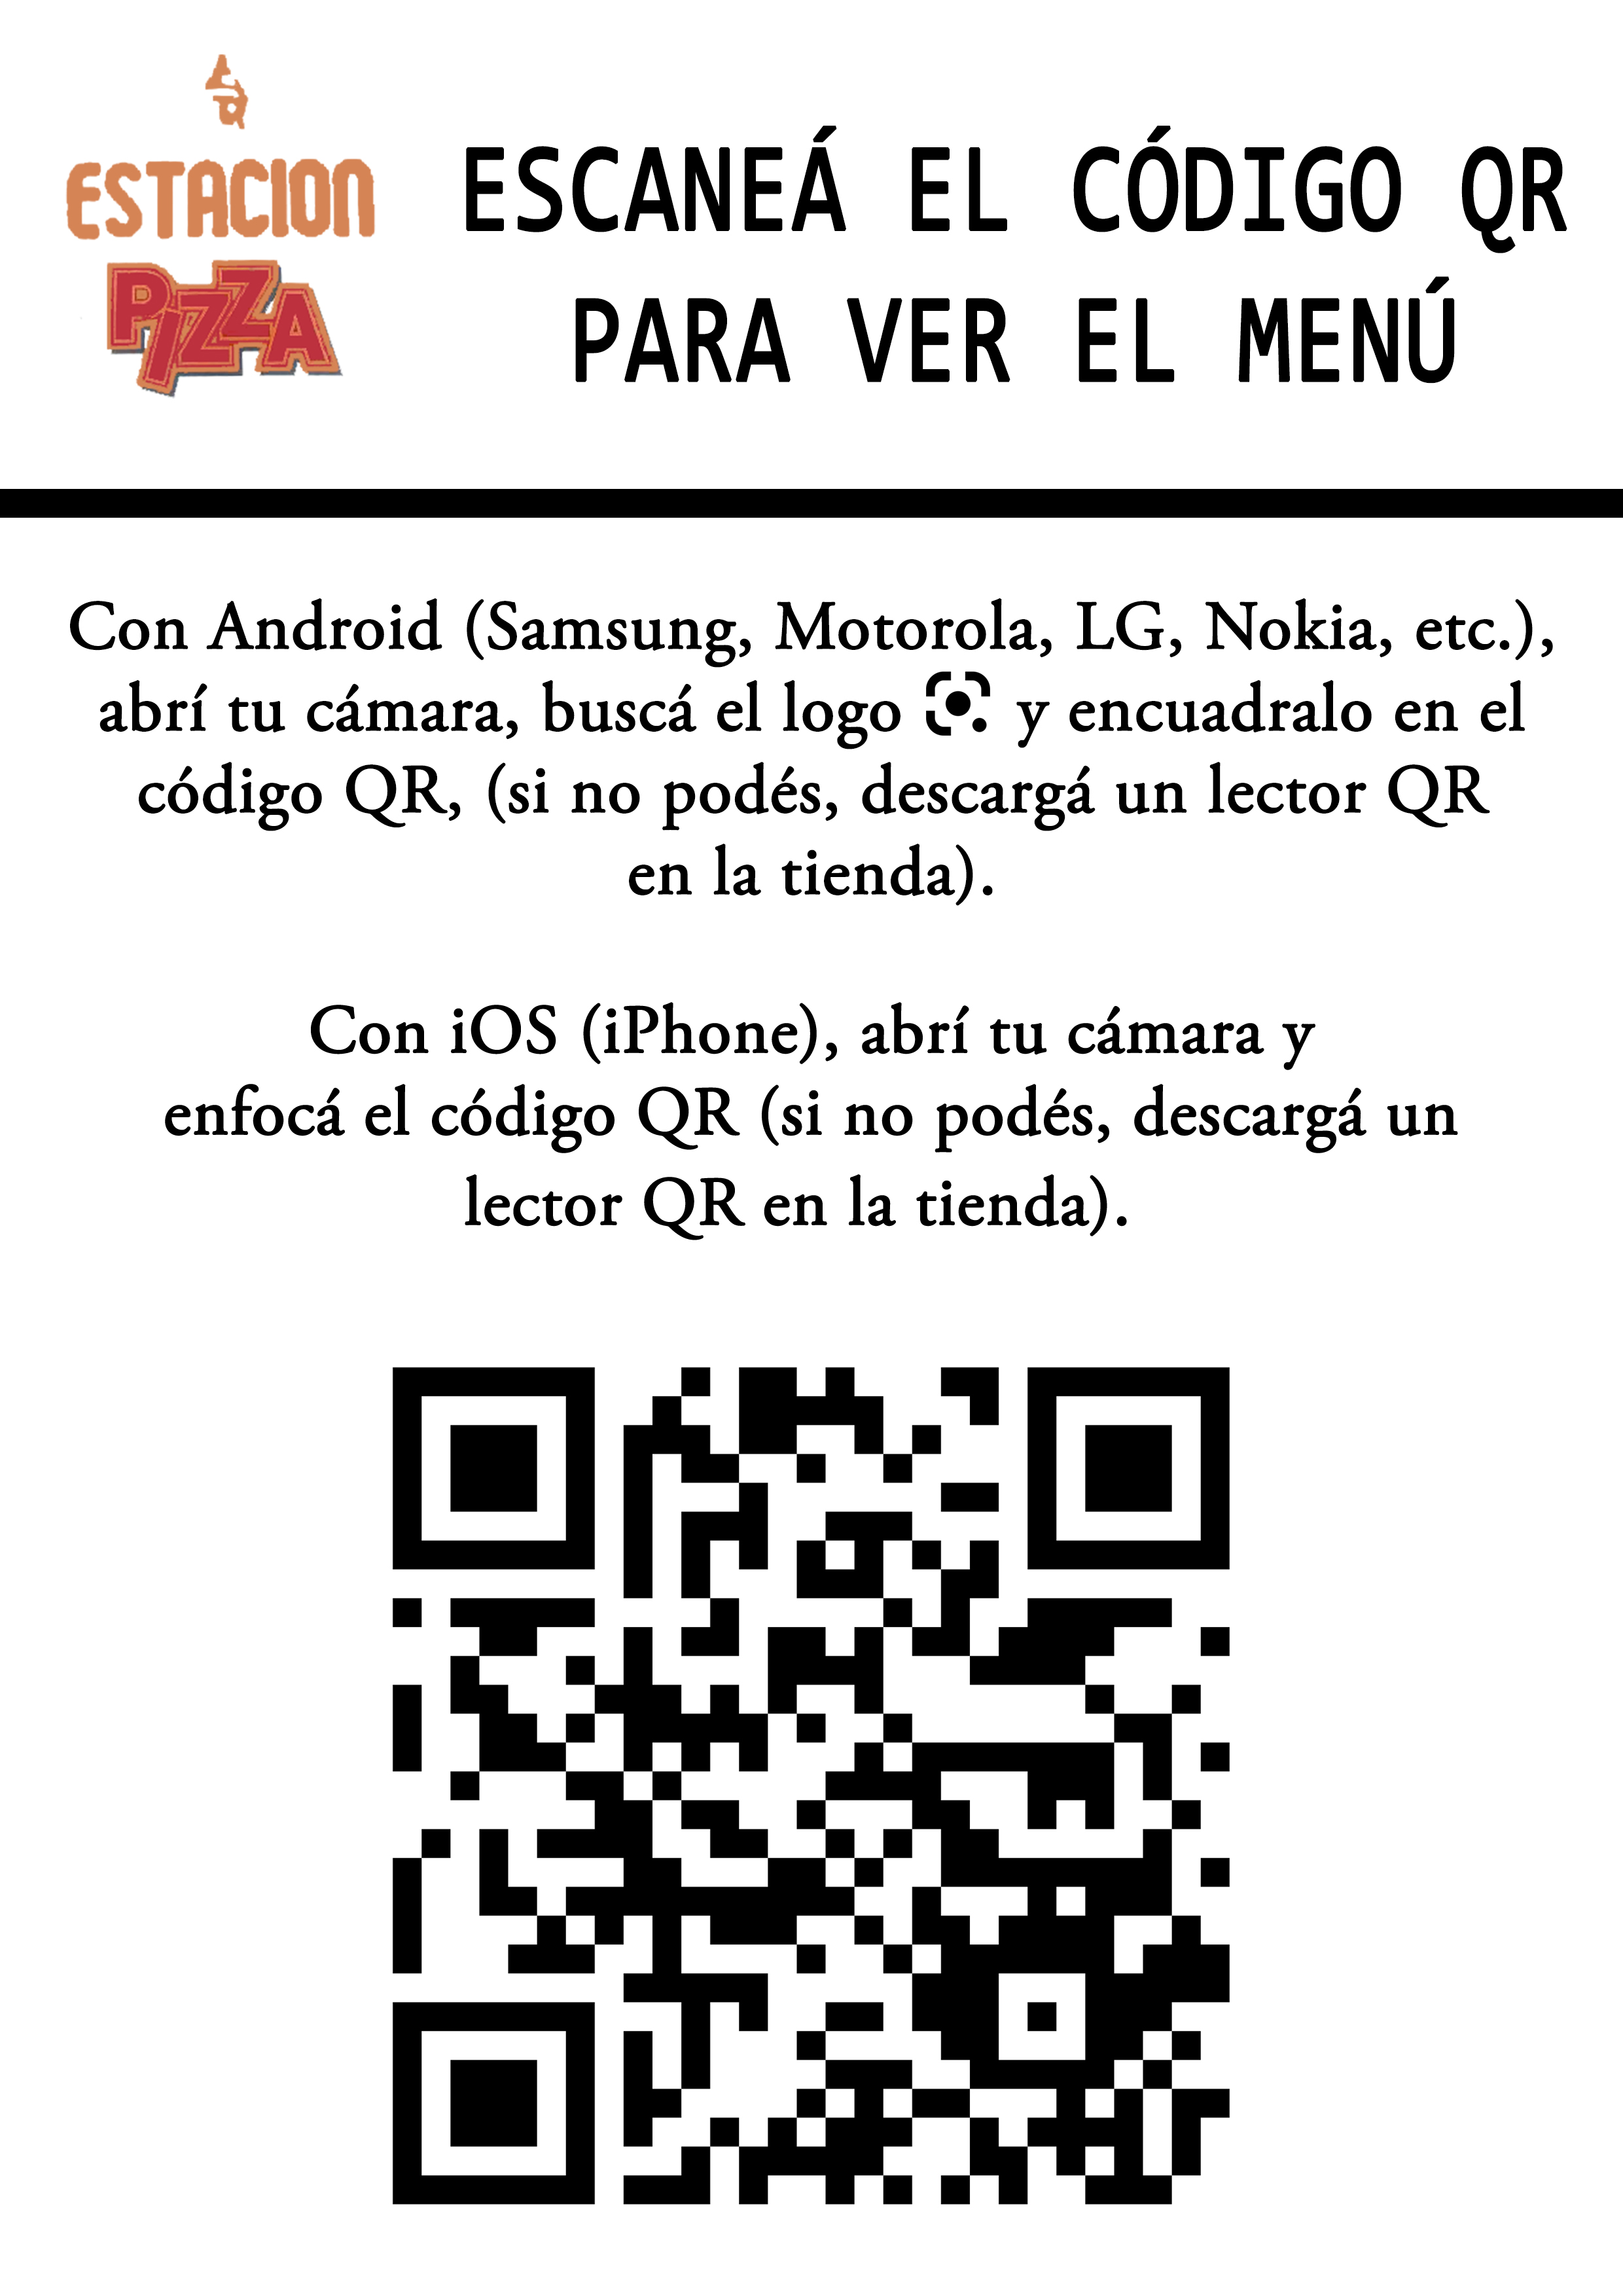 ESTACION
PIZZA
ESCANEÁ EL CÓDIGO QR
PARA VER EL MENÚ
Con Android (Samsung, Motorola, LG, Nokia, etc.),
abrí tu cámara, buscá el logo y encuadralo en el
código QR, (si no podés, descargá un lector QR
en la tienda).
Con iOS (iPhone), abrí tu cámara y
enfocá el código QR (si no podés, descargá un
lector QR en la tienda).